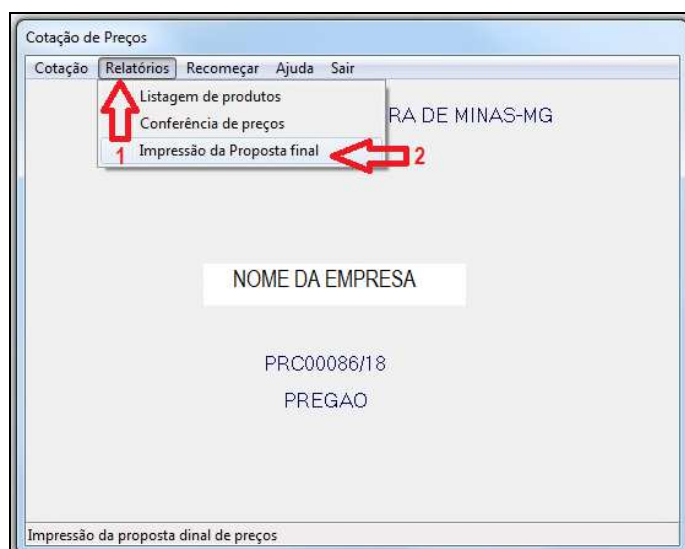 Cotação de Preços
Cotação Relatórios Recomeçar Ajuda Sair
Listagem de produtos
RA DE MINAS-MG
Conferência de preços
1 Impressão da Proposta final 2
NOME DA EMPRESA
PRC00086/18
PREGAO
Impressão da proposta dinal de preços